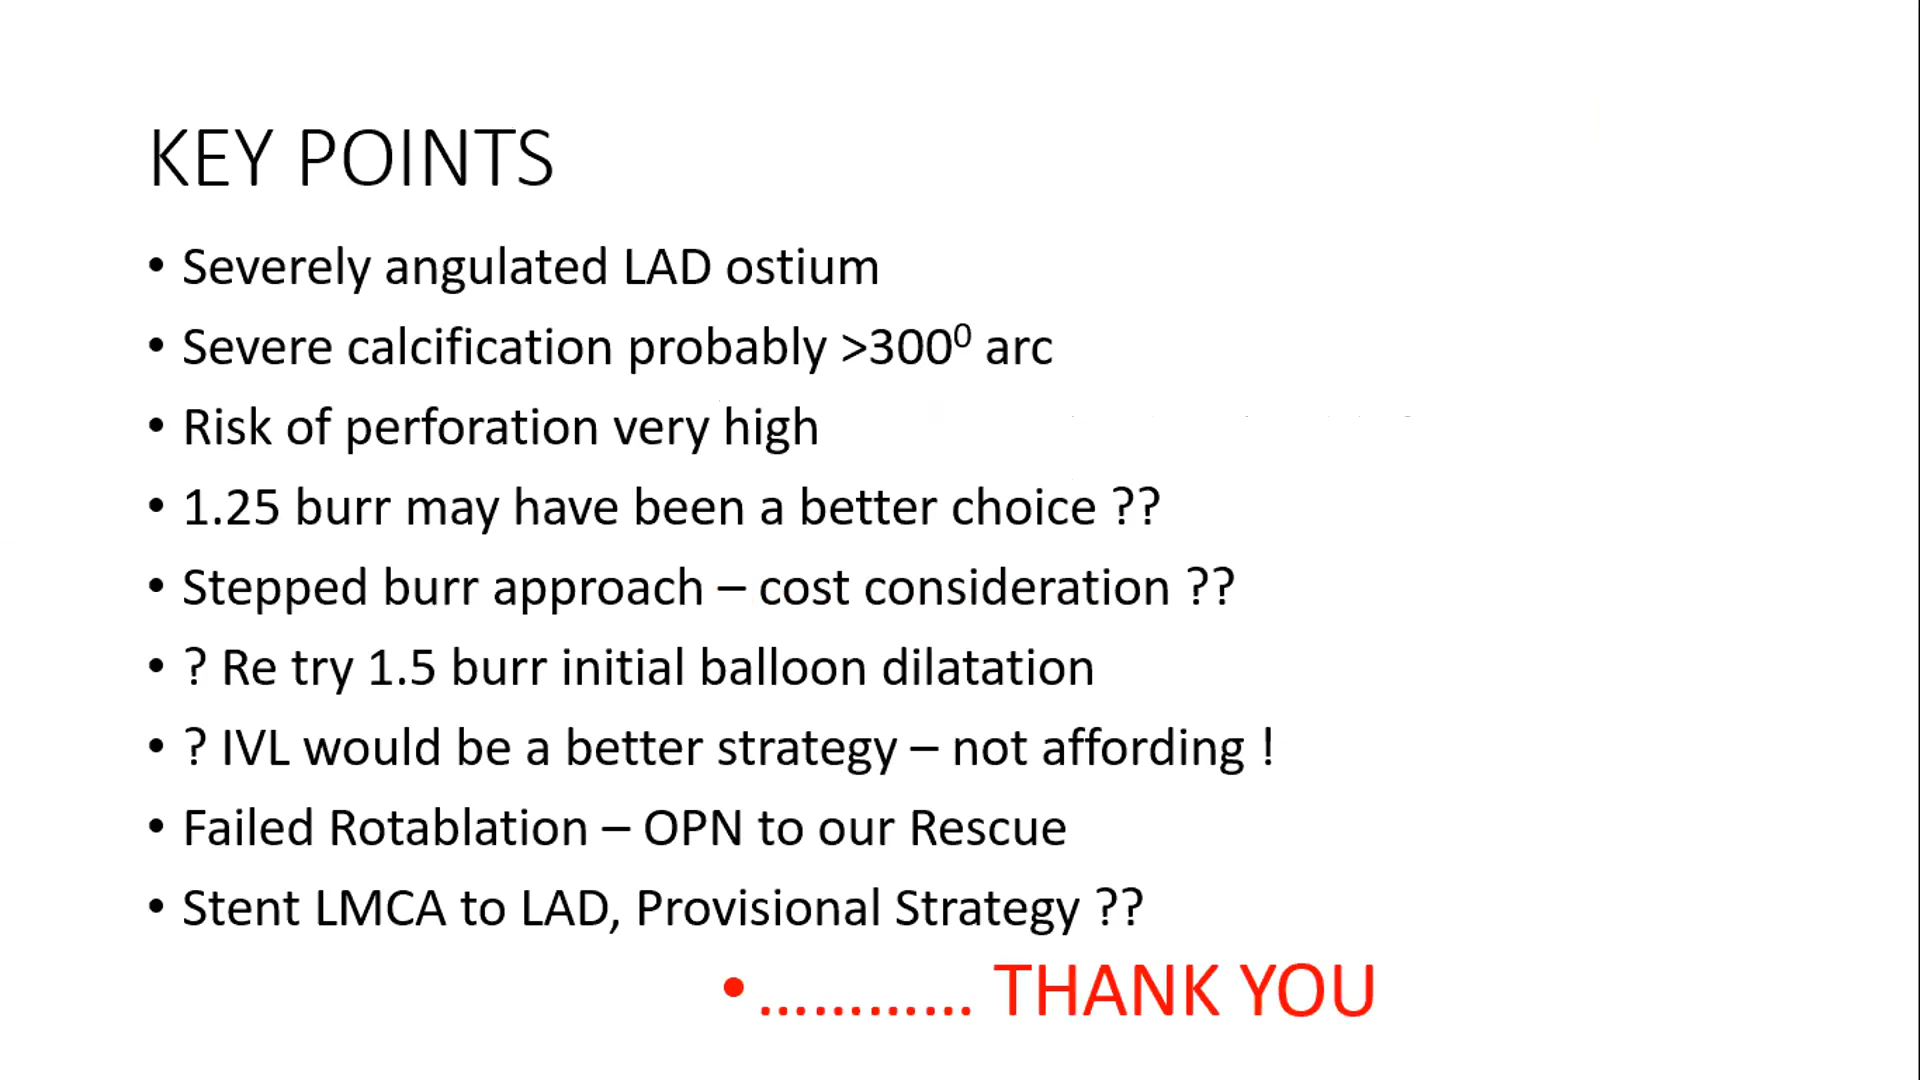 KEY POINTS
• Severely angulated LAD ostium
• Severe calcification probably >300⁰ arc
• Risk of perforation very high
• 1.25 burr may have been a better choice ??
• Stepped burr approach – cost consideration ??
• ? Re try 1.5 burr initial balloon dilatation
• ? IVL would be a better strategy – not affording !
• Failed Rotablation – OPN to our Rescue
• Stent LMCA to LAD, Provisional Strategy ??
• ………… THANK YOU